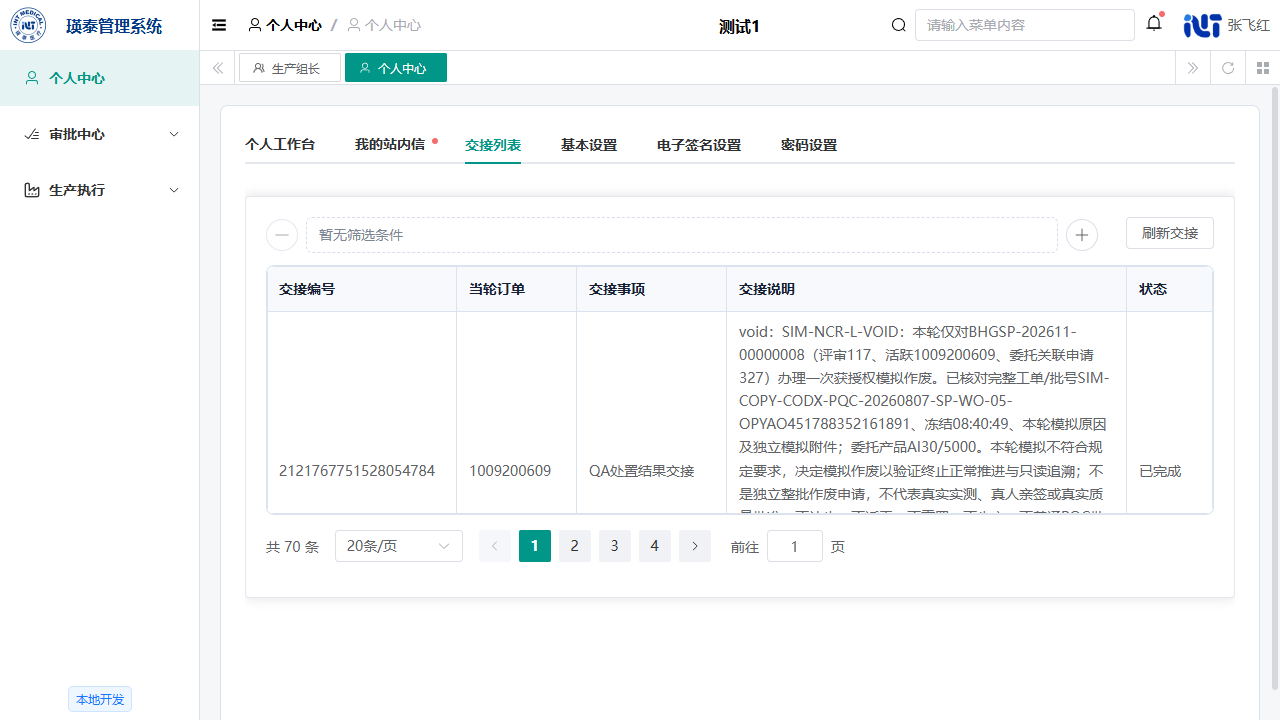 瑛泰管理系统
个人中心 / 个人中心
测试1
请输入菜单内容
张飞红
个人中心
审批中心
生产执行
本地开发
生产组长
个人中心
个人工作台
我的站内信
交接列表
基本设置
电子签名设置
密码设置
暂无筛选条件
刷新交接
交接编号
当轮订单
交接事项
交接说明
状态
2121767751528054784
1009200609
QA处置结果交接
void：SIM-NCR-L-VOID：本轮仅对BHGSP-202611-
00000008（评审117、活跃1009200609、委托关联申请
327）办理一次获授权模拟作废。已核对完整工单/批号SIM-
COPY-CODX-PQC-20260807-SP-WO-05-
OPYAO451788352161891、冻结08:40:49、本轮模拟原因
及独立模拟附件；委托产品AI30/5000。本轮模拟不符合规
定要求，决定模拟作废以验证终止正常推进与只读追溯；不
是独立整批作废申请，不代表真实实测、真人亲签或真实质
已完成
共 70 条
20条/页
1
2
3
4
前往
1
页